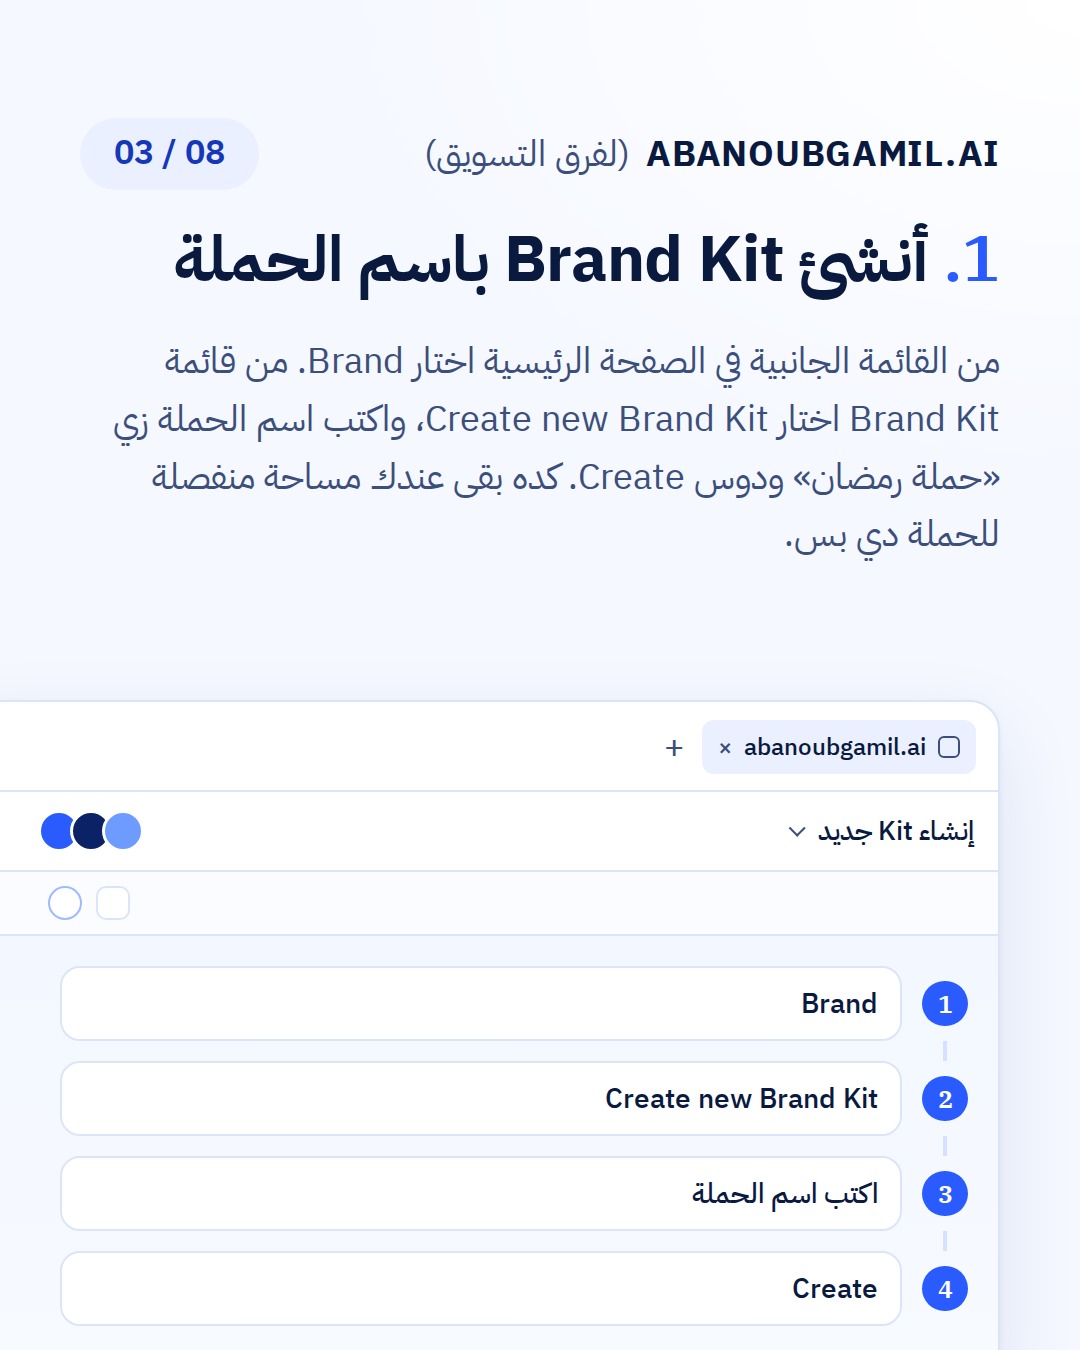 ABANOUBGAMIL.AI (لفرق التسويق)
03 / 08
1. أنشئ Brand Kit باسم الحملة
من القائمة الجانبية في الصفحة الرئيسية اختار Brand. من قائمة
Brand Kit اختار Create new Brand Kit، واكتب اسم الحملة زي
«حملة رمضان» ودوس Create. كده بقى عندك مساحة منفصلة
للحملة دي بس.
abanoubgamil.ai × +
إنشاء Kit جديد
1 Brand
2 Create new Brand Kit
3 اكتب اسم الحملة
4 Create